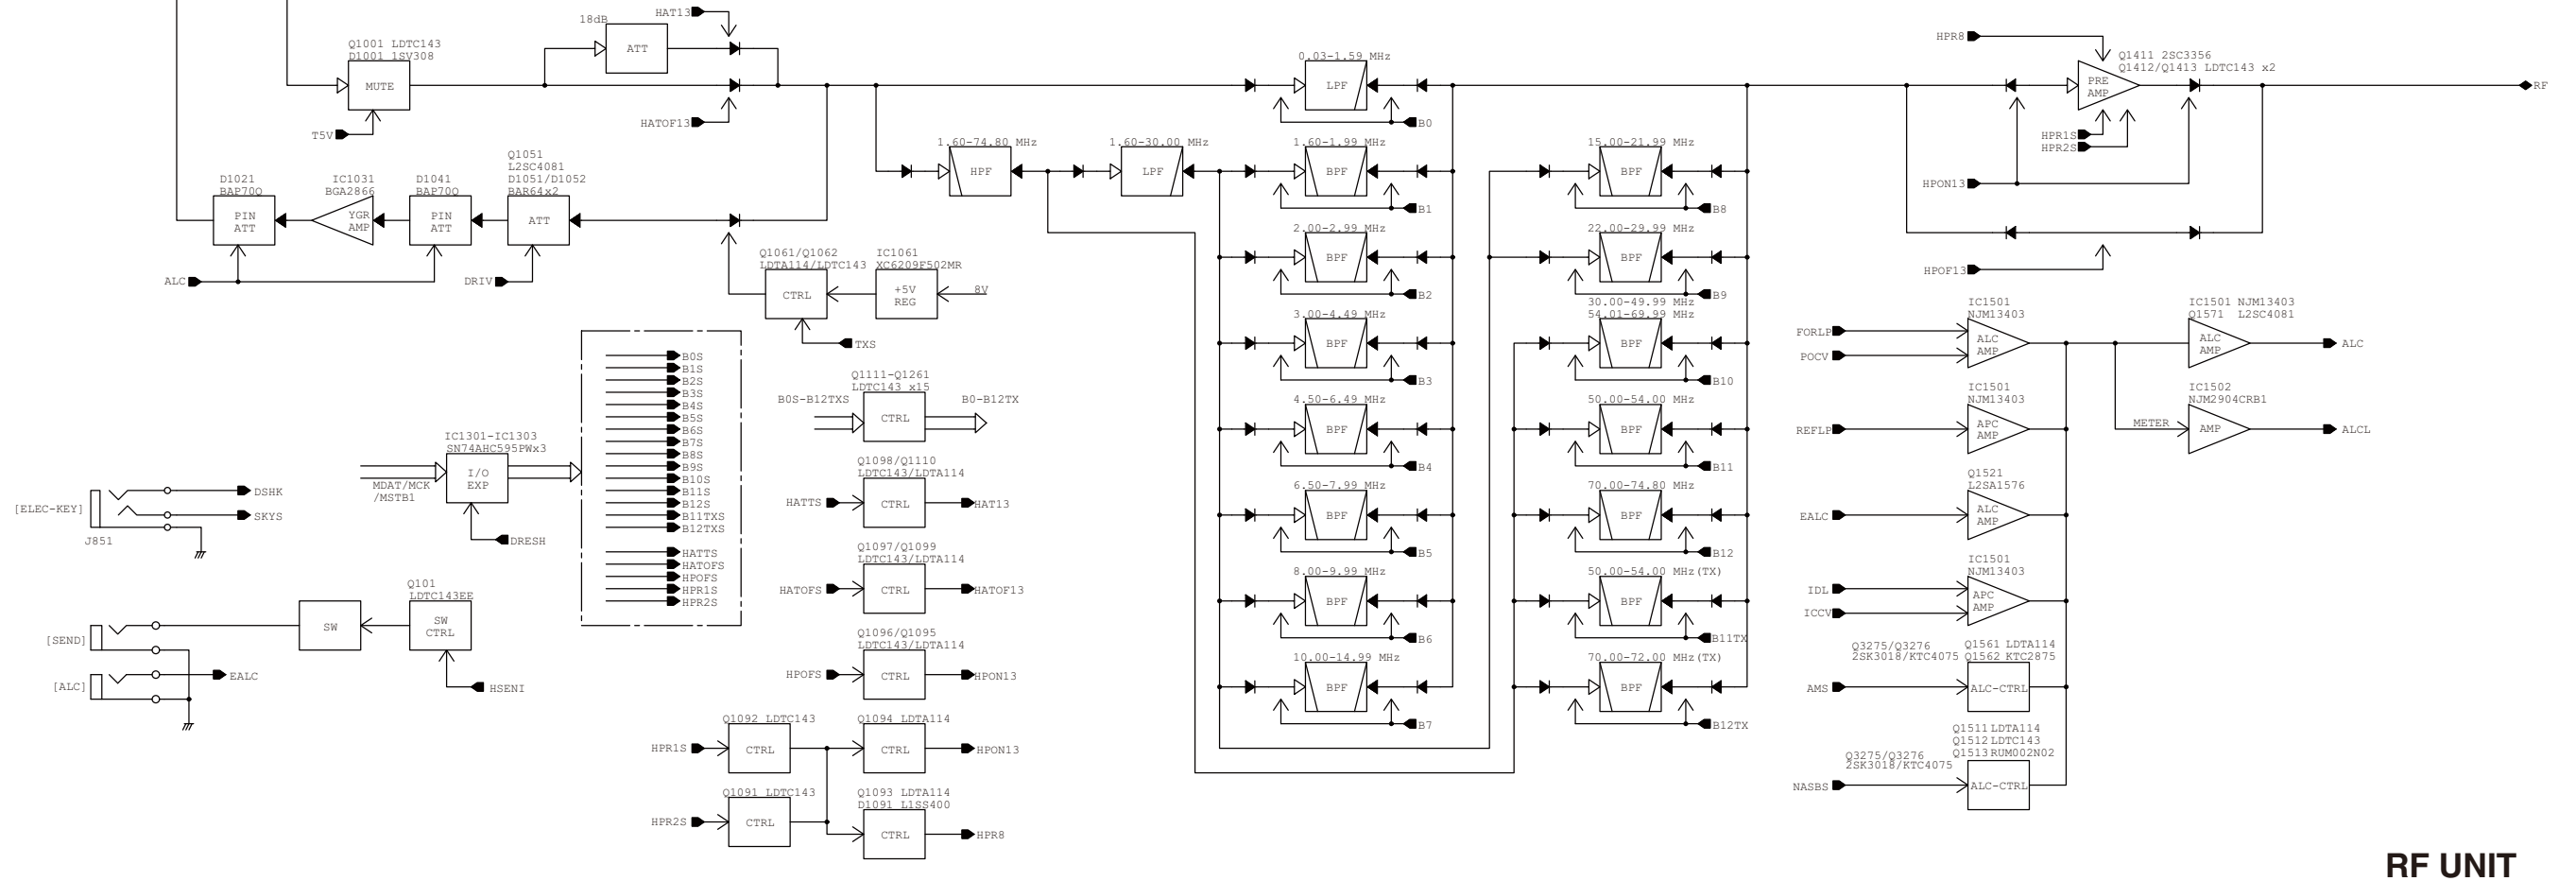 HAT13
18dB
ATT
Q1001 LDTC143
D1001 1SV308
MUTE
T5V
HATOF13
D1021
BAP70Q
PIN
ATT
IC1031
BGA2866
YGR
AMP
D1041
BAP70Q
PIN
ATT
Q1051
L2SC4081
D1051/D1052
BAR64x2
ATT
ALC
DRIV
Q1061/Q1062
LDTA114/LDTC143
CTRL
IC1061
XC6209F502MR
+5V
REG
8V
TXS
1.60-74.80 MHz
HPF
1.60-30.00 MHz
LPF
0.03-1.59 MHz
LPF
B0
1.60-1.99 MHz
BPF
B1
2.00-2.99 MHz
BPF
B2
3.00-4.49 MHz
BPF
B3
4.50-6.49 MHz
BPF
B4
6.50-7.99 MHz
BPF
B5
8.00-9.99 MHz
BPF
B6
10.00-14.99 MHz
BPF
B7
15.00-21.99 MHz
BPF
B8
22.00-29.99 MHz
BPF
B9
30.00-49.99 MHz
54.01-69.99 MHz
BPF
B10
50.00-54.00 MHz
BPF
B11
70.00-74.80 MHz
BPF
B12
50.00-54.00 MHz(TX)
BPF
B11TX
70.00-72.00 MHz(TX)
BPF
B12TX
HPR8
Q1411 2SC3356
Q1412/Q1413 LDTC143 x2
PRE
AMP
RF
HPR1S
HPR2S
HPON13
HPOF13
FORLP
POCV
IC1501
NJM13403
ALC
AMP
IC1501 NJM13403
Q1571 L2SC4081
ALC
AMP
ALC
REFLP
IC1501
NJM13403
APC
AMP
METER
IC1502
NJM2904CRB1
AMP
ALCL
EALC
Q1521
L2SA1576
ALC
AMP
IDL
ICCV
IC1501
NJM13403
APC
AMP
Q3275/Q3276
2SK3018/KTC4075
Q1561 LDTA114
Q1562 KTC2875
AMS
ALC-CTRL
Q1511 LDTA114
Q1512 LDTC143
Q1513 RUM002N02
Q3275/Q3276
2SK3018/KTC4075
NASBS
ALC-CTRL
B0S
B1S
B2S
B3S
B4S
B5S
B6S
B7S
B8S
B9S
B10S
B11S
B12S
B11TXS
B12TXS
HATTS
HATOFS
HPOFS
HPR1S
HPR2S
IC1301-IC1303
SN74AHC595PWx3
I/O
EXP
MDAT/MCK
/MSTB1
DRESH
[ELEC-KEY]
DSHK
SKYS
J851
[SEND]
[ALC]
EALC
SW
Q101
LDTC143EE
SW
CTRL
HSENI
Q1111-Q1261
LDTC143 x15
B0S-B12TXS
CTRL
B0-B12TX
Q1098/Q1110
LDTC143/LDTA114
HATTS
CTRL
HAT13
Q1097/Q1099
LDTC143/LDTA114
HATOFS
CTRL
HATOF13
Q1096/Q1095
LDTC143/LDTA114
HPOFS
CTRL
HPON13
Q1092 LDTC143
HPR1S
CTRL
Q1094 LDTA114
CTRL
HPON13
Q1091 LDTC143
HPR2S
CTRL
Q1093 LDTA114
D1091 L1SS400
CTRL
HPR8
RF UNIT